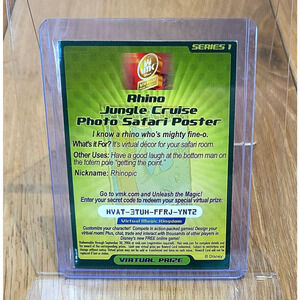 SERIES 1
VMK
Rhino
Jungle Cruise
Photo Safari Poster
I know a rhino who's mighty fine-o.
What's it For? It's virtual décor for your safari room.
Other Uses: Have a good laugh at the bottom man on
the totem pole "getting the point."
Nickname: Rhinopic
Go to vmk.com and Unleash the Magic!
Enter your secret code to redeem your special virtual prize:
HVAT-3TUH-FFRJ-YNT2
Virtual Magic Kingdom
Customize your character! Compete in action-packed games! Design your
virtual room! Plus, chat, trade and interact with thousands of other players in
Disney's new FREE online game!
© Disney
VIRTUAL PRIZE